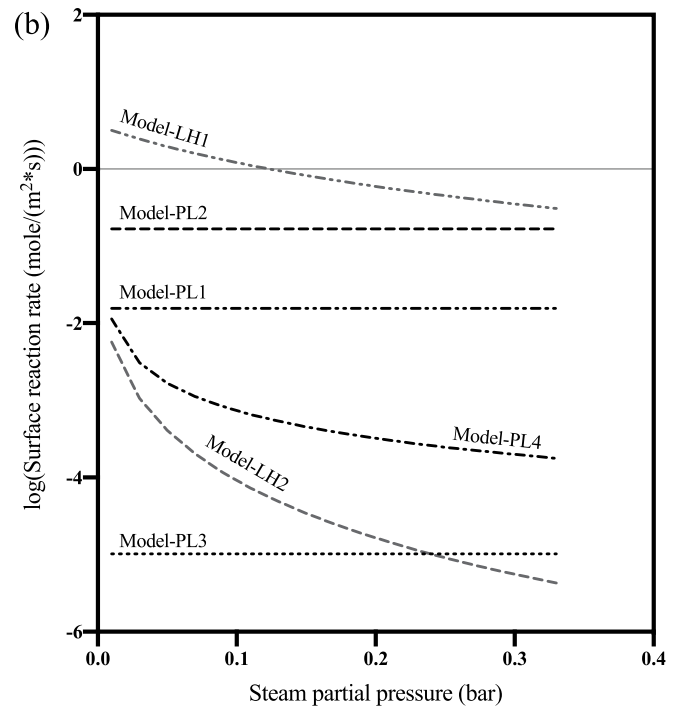 (b)
2
Model-LH1
0
Model-PL2
Model-PL1
-2
Model-PL4
Model-LH2
-4
Model-PL3
-6
0.0 0.1 0.2 0.3 0.4
Steam partial pressure (bar)
log(Surface reaction rate (mole/(m²*s)))